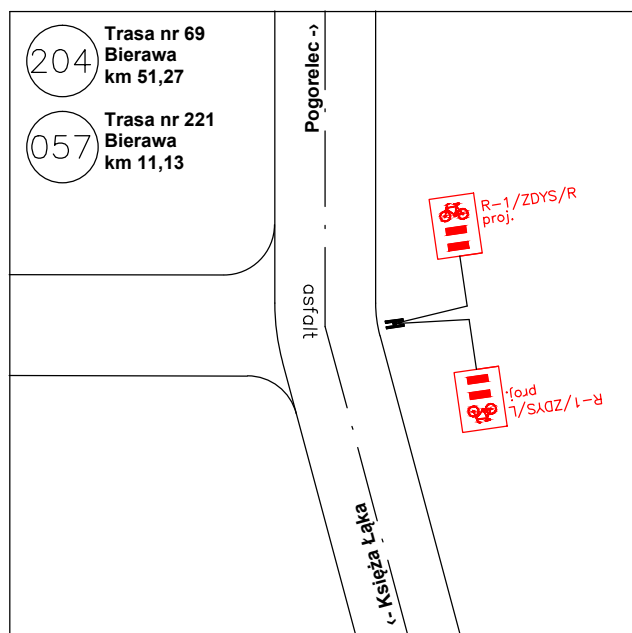 204
Trasa nr 69
Bierawa
km 51,27
057
Trasa nr 221
Bierawa
km 11,13
Pogorelec ->
R-1/ZDYS/R
proj.
asfalt
R-1/ZDYS/L
proj.
<- Księża Łąka